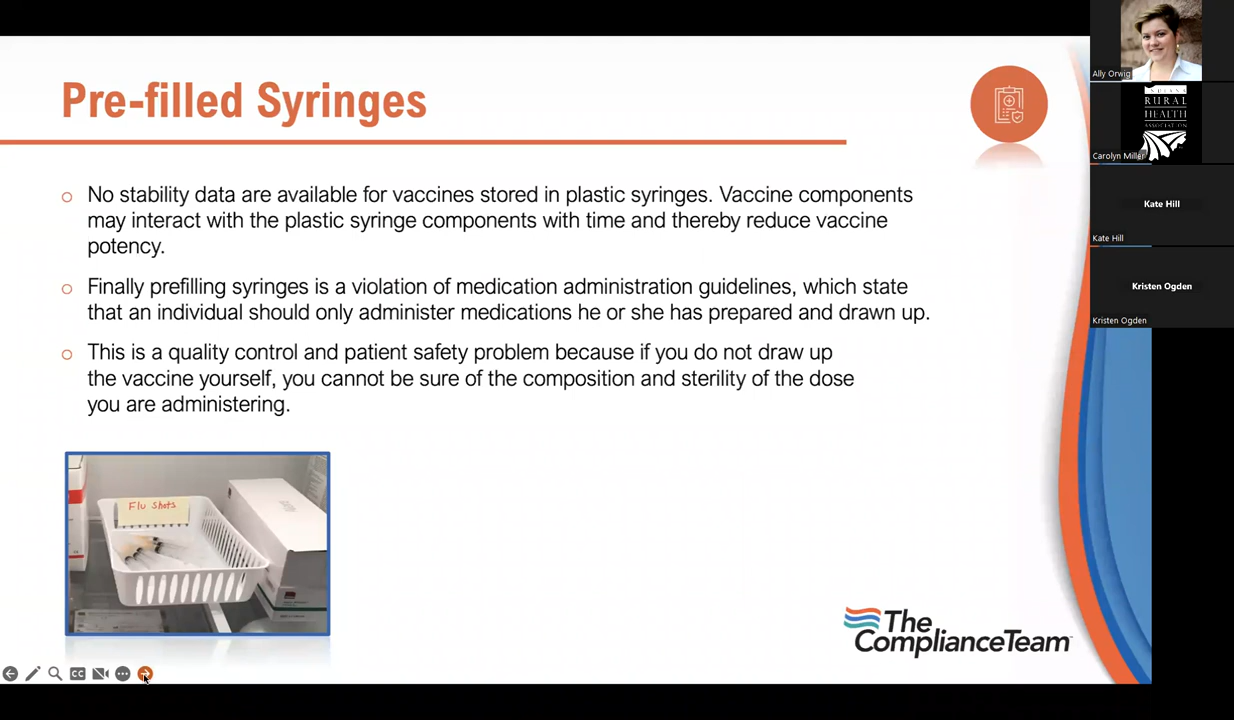 Pre-filled Syringes
No stability data are available for vaccines stored in plastic syringes. Vaccine components
may interact with the plastic syringe components with time and thereby reduce vaccine
potency.
Finally prefilling syringes is a violation of medication administration guidelines, which state
that an individual should only administer medications he or she has prepared and drawn up.
This is a quality control and patient safety problem because if you do not draw up
the vaccine yourself, you cannot be sure of the composition and sterility of the dose
you are administering.
Flu Shots
The
ComplianceTeam
CC
Ally Orwig
RURAL
HEALTH
ASSOCIATION
Carolyn Miller
Kate Hill
Kate Hill
Kristen Ogden
Kristen Ogden